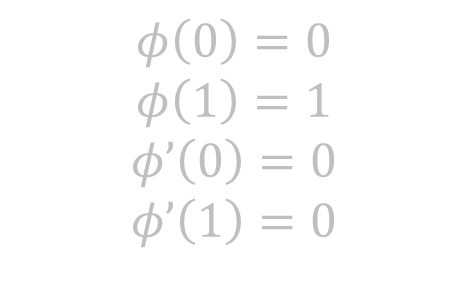 𝜙(0) = 0
𝜙(1) = 1
𝜙’(0) = 0
𝜙’(1) = 0